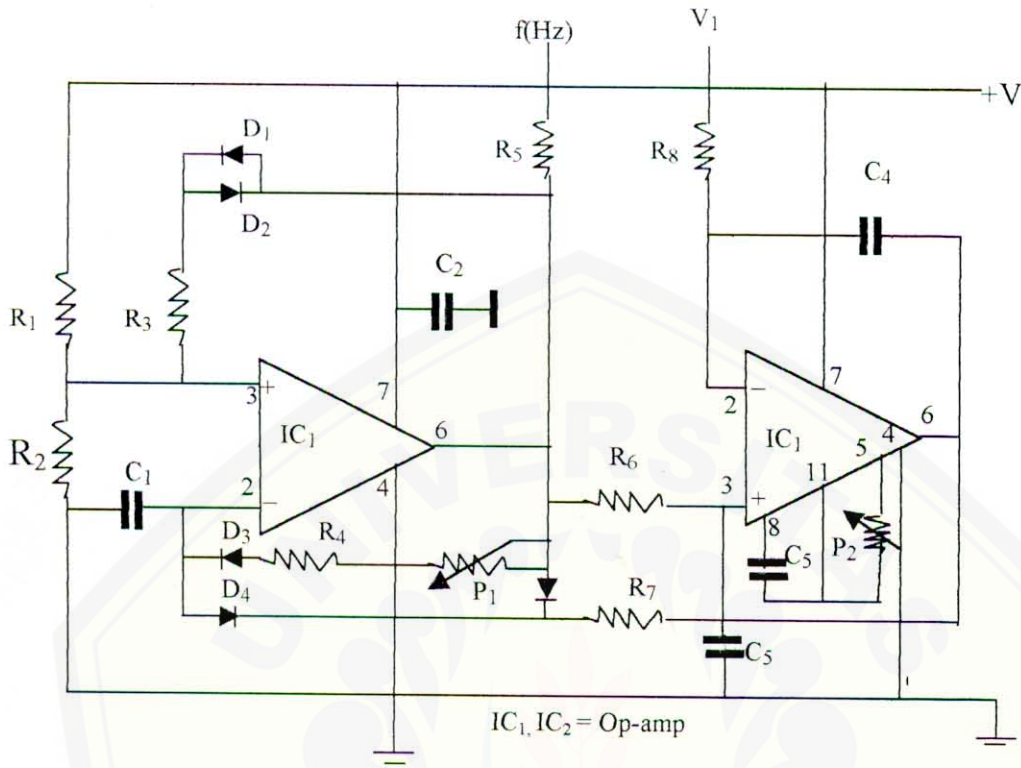 f(Hz)
V1
+V
D1
R5
R8
C4
D2
C2
R1
R3
3
+
7
2
−
7
IC1
6
R6
IC1
5
4
6
R2
C1
2
−
4
3
+
11
8
D3
R4
C5
P2
D4
P1
R7
C5
IC1, IC2 = Op-amp
UNIVERSITAS